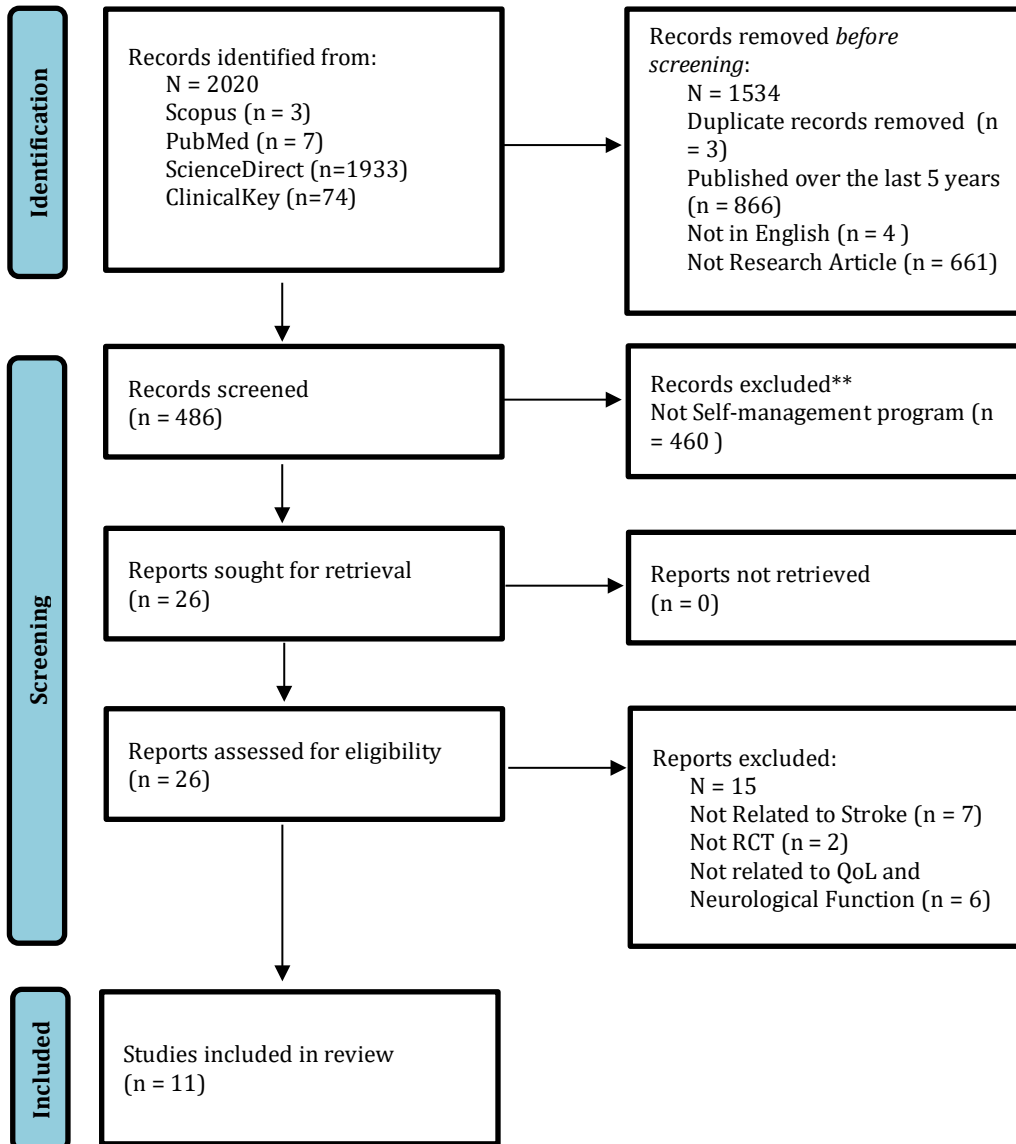 Identification
Records identified from:
N = 2020
Scopus (n = 3)
PubMed (n = 7)
ScienceDirect (n=1933)
ClinicalKey (n=74)
Records removed before
screening:
N = 1534
Duplicate records removed  (n
= 3)
Published over the last 5 years
(n = 866)
Not in English (n = 4 )
Not Research Article (n = 661)
Screening
Records screened
(n = 486)
Records excluded**
Not Self-management program (n
= 460 )
Reports sought for retrieval
(n = 26)
Reports not retrieved
(n = 0)
Reports assessed for eligibility
(n = 26)
Reports excluded:
N = 15
Not Related to Stroke (n = 7)
Not RCT (n = 2)
Not related to QoL and
Neurological Function (n = 6)
Included
Studies included in review
(n = 11)